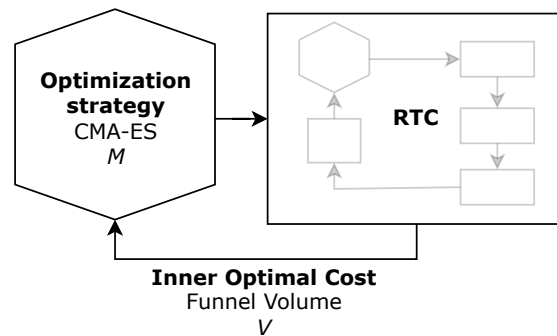 Optimization
strategy
CMA-ES
M
RTC
Inner Optimal Cost
Funnel Volume
V